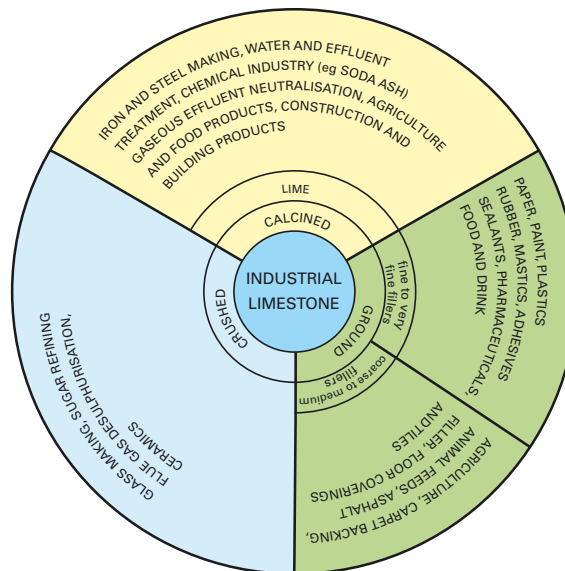 IRON AND STEEL MAKING, WATER AND EFFLUENT
TREATMENT, CHEMICAL INDUSTRY (eg SODA ASH)
GASEOUS EFFLUENT NEUTRALISATION, AGRICULTURE
AND FOOD PRODUCTS, CONSTRUCTION AND
BUILDING PRODUCTS
LIME
CALCINED
INDUSTRIAL
LIMESTONE
CRUSHED
GROUND
fine to very
fine fillers
coarse to medium
fillers
PAPER, PAINT, PLASTICS
RUBBER, MASTICS, ADHESIVES
SEALANTS, PHARMACEUTICALS,
FOOD AND DRINK
GLASS MAKING, SUGAR REFINING
FLUE GAS DESULPHURISATION,
CERAMICS
AGRICULTURE, CARPET BACKING,
ANIMAL FEEDS, ASPHALT
FILLER, FLOOR COVERINGS
ANDTILES